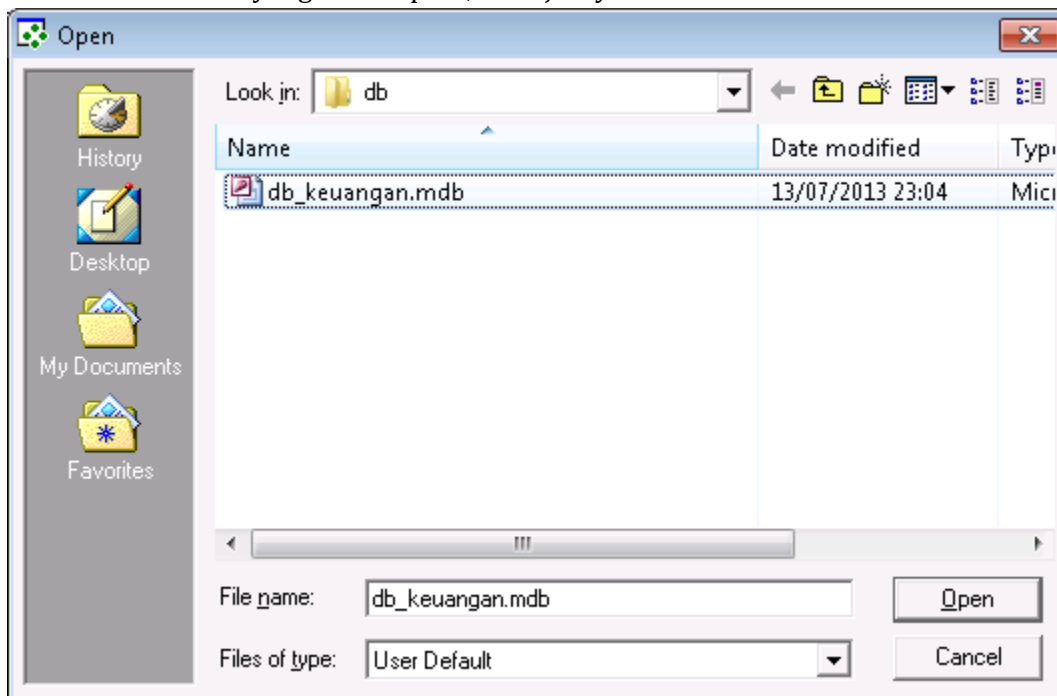 Open
Look in: db
Name Date modified Typ
db_keuangan.mdb 13/07/2013 23:04 Mic
History
Desktop
My Documents
Favorites
File name: db_keuangan.mdb Open
Files of type: User Default Cancel